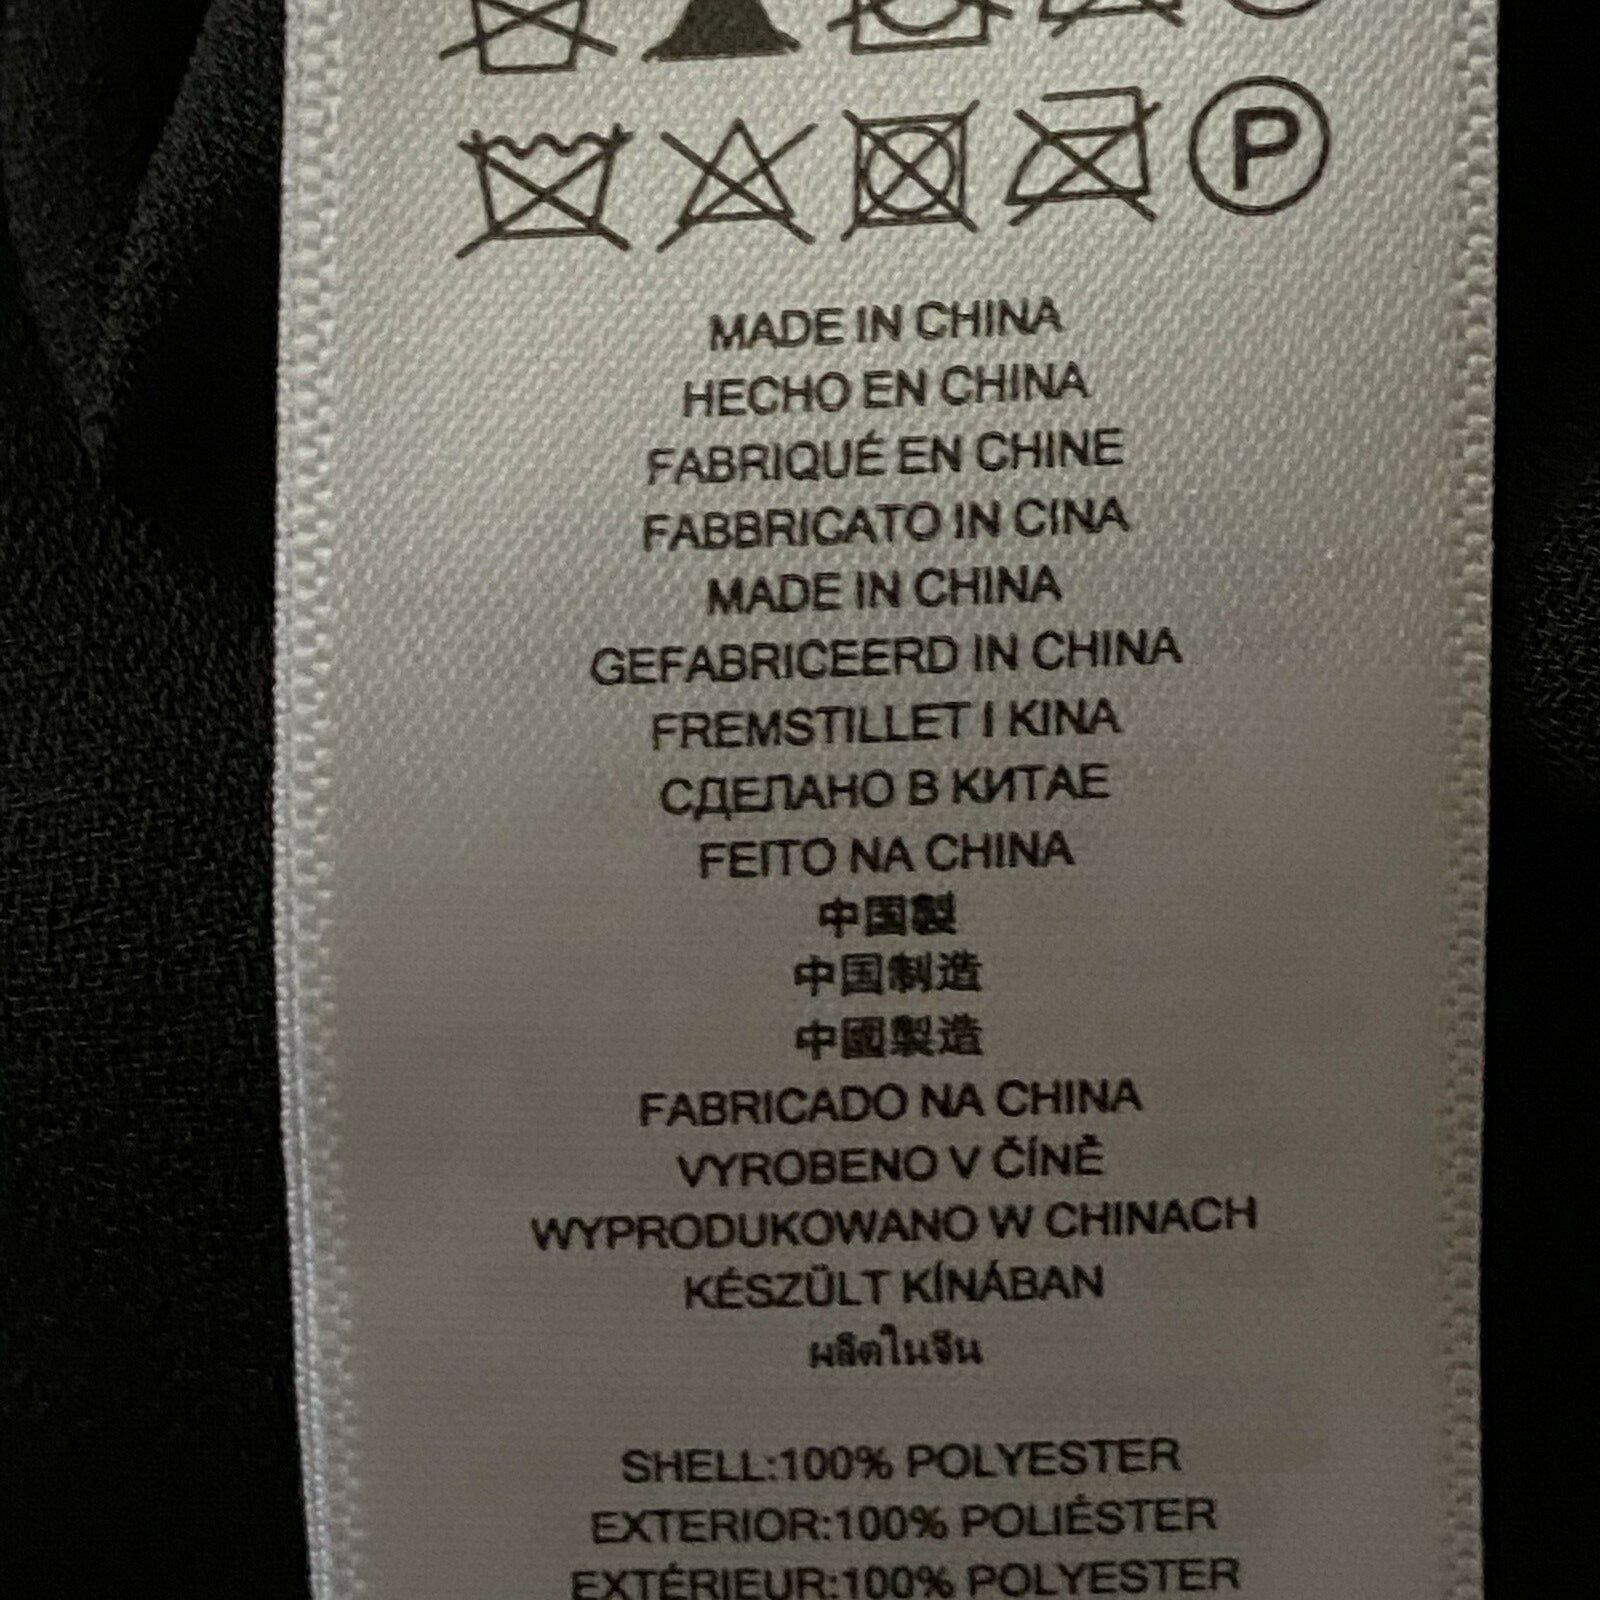 P
MADE IN CHINA
HECHO EN CHINA
FABRIQUÉ EN CHINE
FABBRICATO IN CINA
MADE IN CHINA
GEFABRICEERD IN CHINA
FREMSTILLET I KINA
СДЕЛАНО В КИТАЕ
FEITO NA CHINA
中国製
中国制造
中國製造
FABRICADO NA CHINA
VYROBENO V ČÍNĚ
WYPRODUKOWANO W CHINACH
KÉSZÜLT KÍNÁBAN
ผลิตในจีน
SHELL:100% POLYESTER
EXTERIOR:100% POLIÉSTER
EXTÉRIEUR:100% POLYESTER